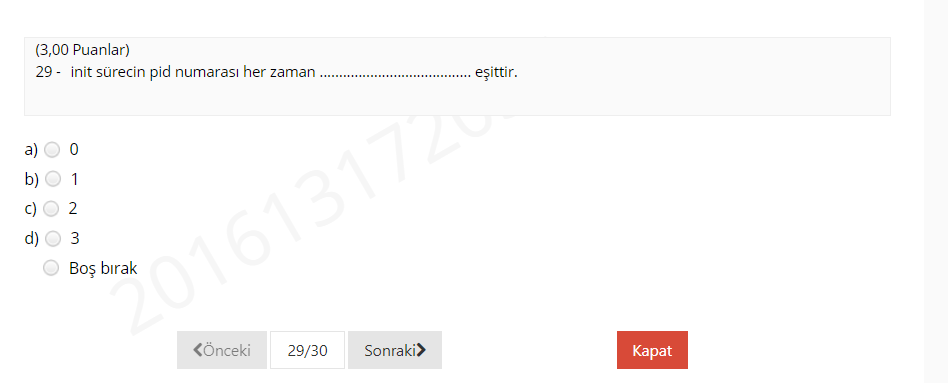 (3,00 Puanlar)
29 - init sürecin pid numarası her zaman ...................................... eşittir.
a) 0
b) 1
c) 2
d) 3
Boş bırak
Önceki 29/30 Sonraki Kapat